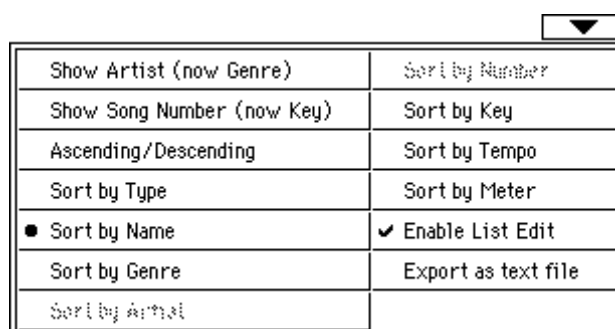 Show Artist (now Genre)
Show Song Number (now Key)
Ascending/Descending
Sort by Type
Sort by Name
Sort by Genre
Sort by Artist
Sort by Number
Sort by Key
Sort by Tempo
Sort by Meter
Enable List Edit
Export as text file